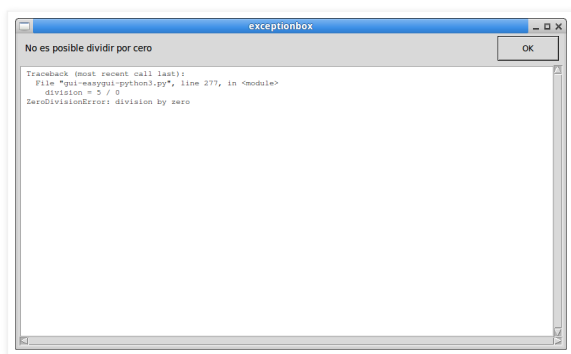 exceptionbox
No es posible dividir por cero
OK
Traceback (most recent call last):
  File "gui-easygui-python3.py", line 277, in <module>
    division = 5 / 0
ZeroDivisionError: division by zero